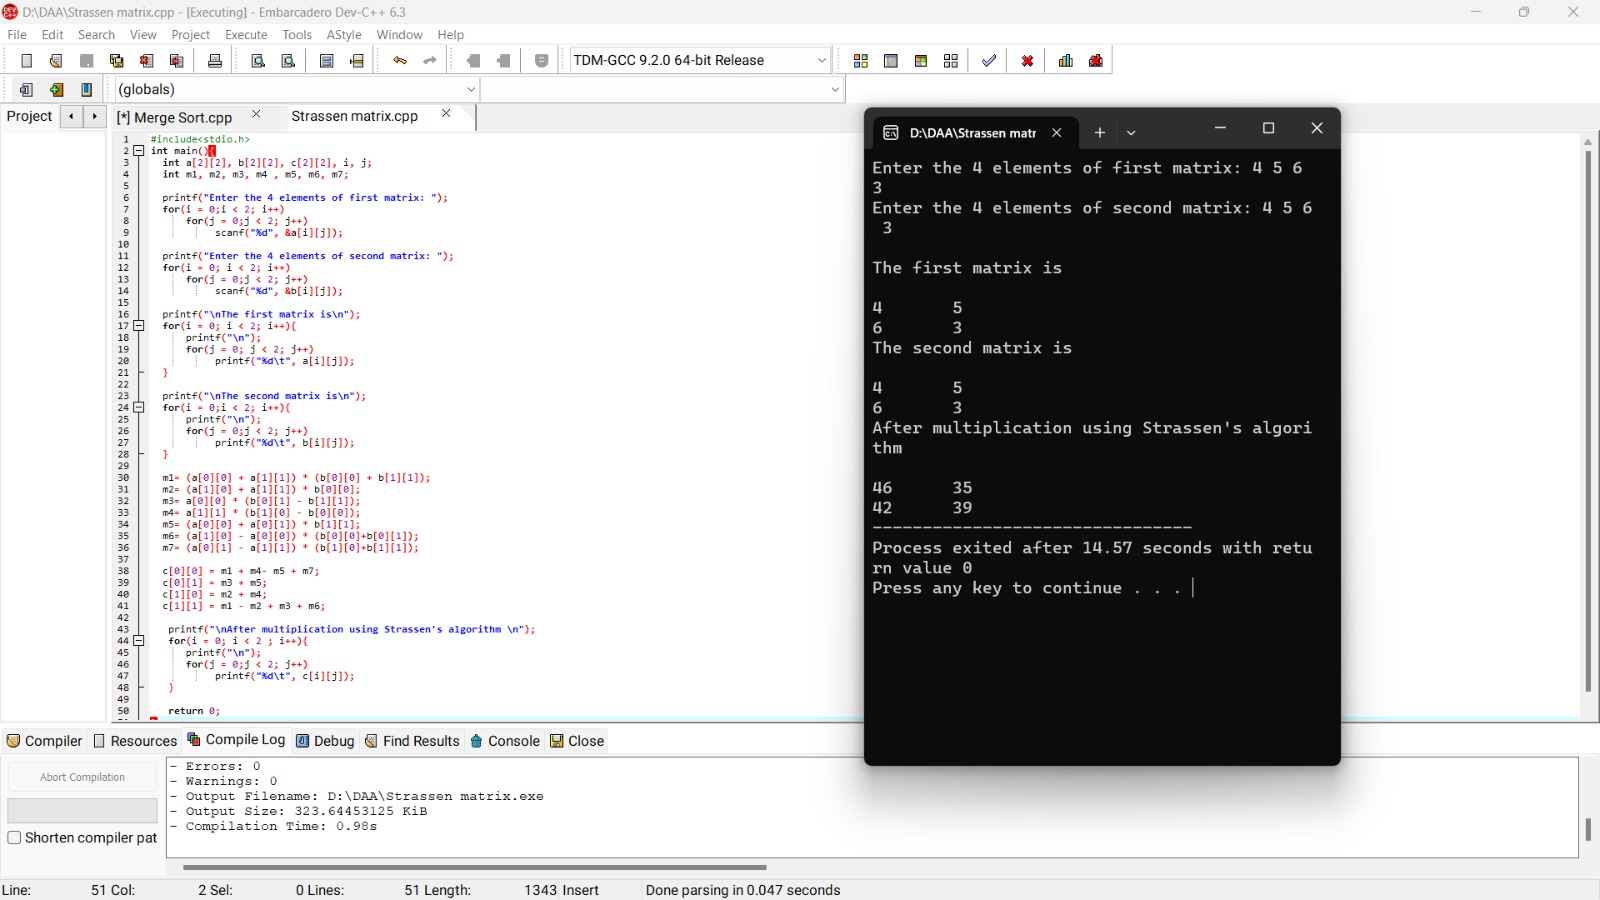 D:\DAA\Strassen matrix.cpp - [Executing] - Embarcadero Dev-C++ 6.3
File Edit Search View Project Execute Tools AStyle Window Help
TDM-GCC 9.2.0 64-bit Release
(globals)
Project [*] Merge Sort.cpp Strassen matrix.cpp
1 #include<stdio.h>
2 int main(){
3 int a[2][2], b[2][2], c[2][2], i, j;
4 int m1, m2, m3, m4 , m5, m6, m7;
5
6 printf("Enter the 4 elements of first matrix: ");
7 for(i = 0;i < 2; i++)
8 for(j = 0;j < 2; j++)
9 scanf("%d", &a[i][j]);
10
11 printf("Enter the 4 elements of second matrix: ");
12 for(i = 0; i < 2; i++)
13 for(j = 0;j < 2; j++)
14 scanf("%d", &b[i][j]);
15
16 printf("\nThe first matrix is\n");
17 for(i = 0; i < 2; i++){
18 printf("\n");
19 for(j = 0; j < 2; j++)
20 printf("%d\t", a[i][j]);
21 }
22
23 printf("\nThe second matrix is\n");
24 for(i = 0;i < 2; i++){
25 printf("\n");
26 for(j = 0;j < 2; j++)
27 printf("%d\t", b[i][j]);
28 }
29
30 m1= (a[0][0] + a[1][1]) * (b[0][0] + b[1][1]);
31 m2= (a[1][0] + a[1][1]) * b[0][0];
32 m3= a[0][0] * (b[0][1] - b[1][1]);
33 m4= a[1][1] * (b[1][0] - b[0][0]);
34 m5= (a[0][0] + a[0][1]) * b[1][1];
35 m6= (a[1][0] - a[0][0]) * (b[0][0]+b[0][1]);
36 m7= (a[0][1] - a[1][1]) * (b[1][0]+b[1][1]);
37
38 c[0][0] = m1 + m4- m5 + m7;
39 c[0][1] = m3 + m5;
40 c[1][0] = m2 + m4;
41 c[1][1] = m1 - m2 + m3 + m6;
42
43 printf("\nAfter multiplication using Strassen's algorithm \n");
44 for(i = 0; i < 2 ; i++){
45 printf("\n");
46 for(j = 0;j < 2; j++)
47 printf("%d\t", c[i][j]);
48 }
49
50 return 0;
D:\DAA\Strassen matr
Enter the 4 elements of first matrix: 4 5 6
3
Enter the 4 elements of second matrix: 4 5 6
3
The first matrix is
4 5
6 3
The second matrix is
4 5
6 3
After multiplication using Strassen's algori
thm
46 35
42 39
--------------------------------
Process exited after 14.57 seconds with retu
rn value 0
Press any key to continue . . .
Compiler Resources Compile Log Debug Find Results Console Close
Abort Compilation
Shorten compiler pat
- Errors: 0
- Warnings: 0
- Output Filename: D:\DAA\Strassen matrix.exe
- Output Size: 323.64453125 KiB
- Compilation Time: 0.98s
Line: 51 Col: 2 Sel: 0 Lines: 51 Length: 1343 Insert Done parsing in 0.047 seconds